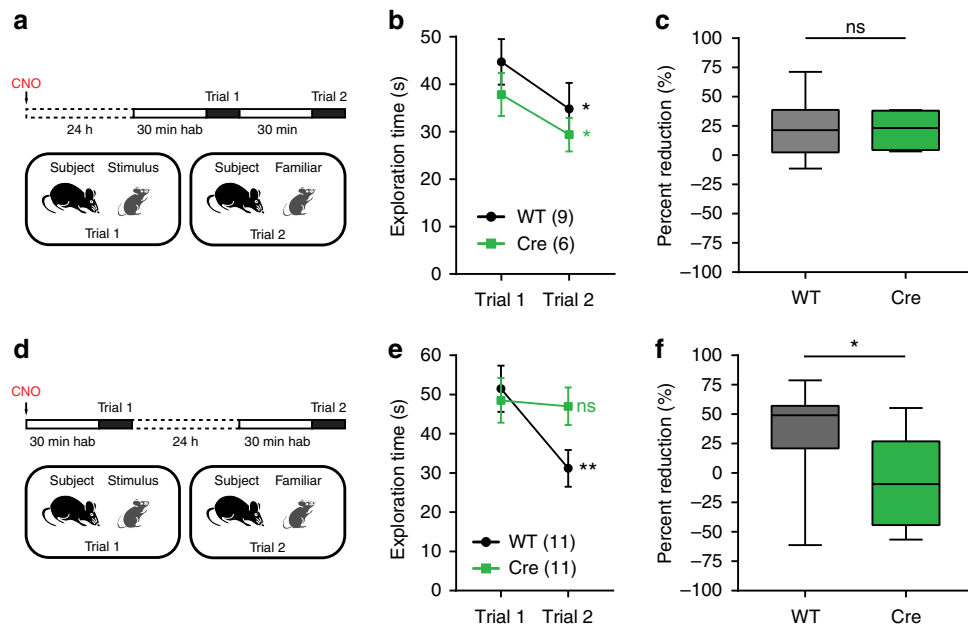 a
CNO
Trial 1
Trial 2
24 h
30 min hab
30 min
Subject
Stimulus
Subject
Familiar
Trial 1
Trial 2
b
Exploration time (s)
50
40
30
20
10
0
*
*
WT (9)
Cre (6)
Trial 1
Trial 2
c
Percent reduction (%)
100
75
50
25
0
−25
−50
−75
−100
ns
WT
Cre
d
CNO
Trial 1
Trial 2
30 min hab
24 h
30 min hab
Subject
Stimulus
Subject
Familiar
Trial 1
Trial 2
e
Exploration time (s)
60
50
40
30
20
10
0
ns
**
WT (11)
Cre (11)
Trial 1
Trial 2
f
Percent reduction (%)
100
75
50
25
0
−25
−50
−75
−100
*
WT
Cre